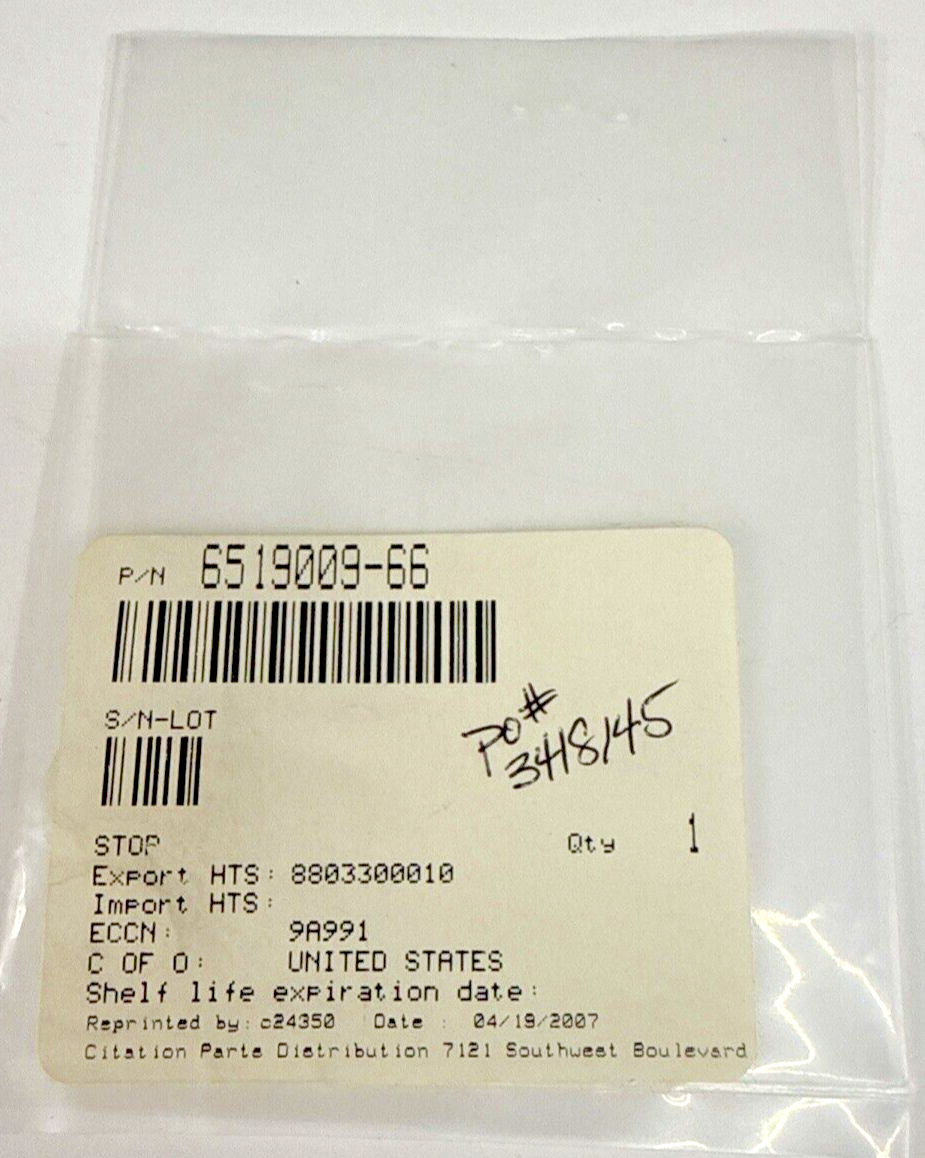 P/N 6519009-66
S/N-LOT
PO#
3418145
STOP Qty 1
Export HTS: 8803300010
Import HTS:
ECCN: 9A991
C OF O: UNITED STATES
Shelf life expiration date:
Reprinted by: c24350 Date : 04/19/2007
Citation Parts Distribution 7121 Southwest Boulevard